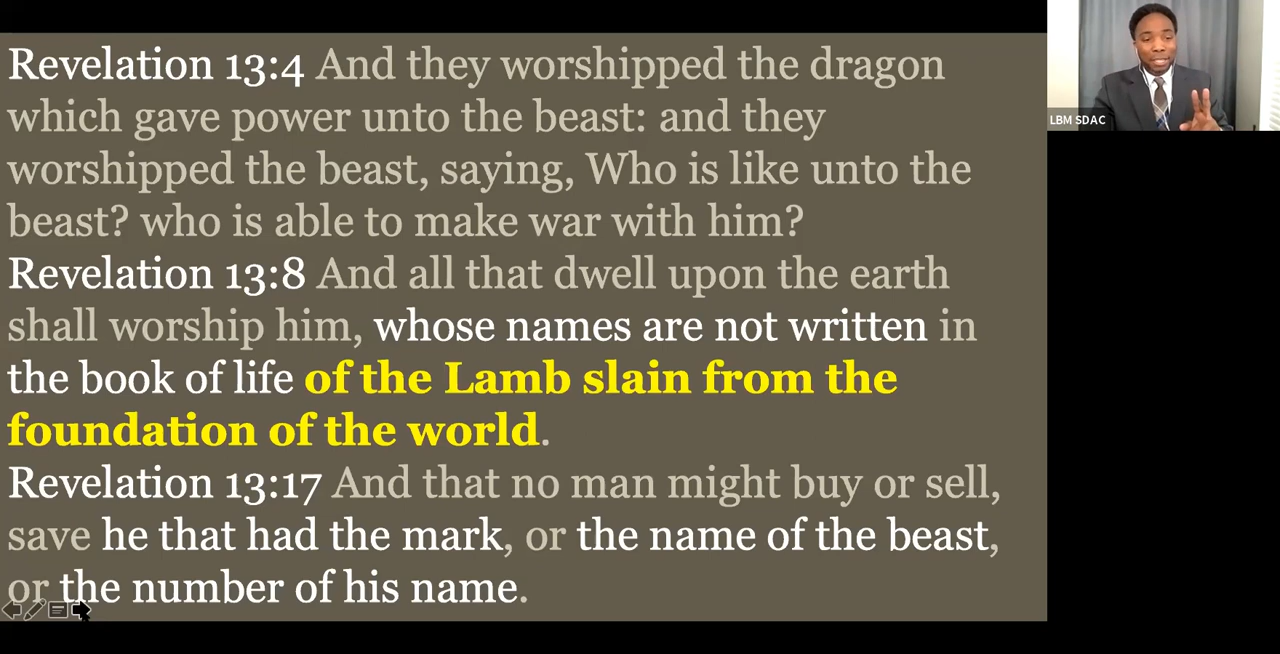 Revelation 13:4 And they worshipped the dragon
which gave power unto the beast: and they
worshipped the beast, saying, Who is like unto the
beast? who is able to make war with him?
Revelation 13:8 And all that dwell upon the earth
shall worship him, whose names are not written in
the book of life of the Lamb slain from the
foundation of the world.
Revelation 13:17 And that no man might buy or sell,
save he that had the mark, or the name of the beast,
or the number of his name.
LBM SDAC